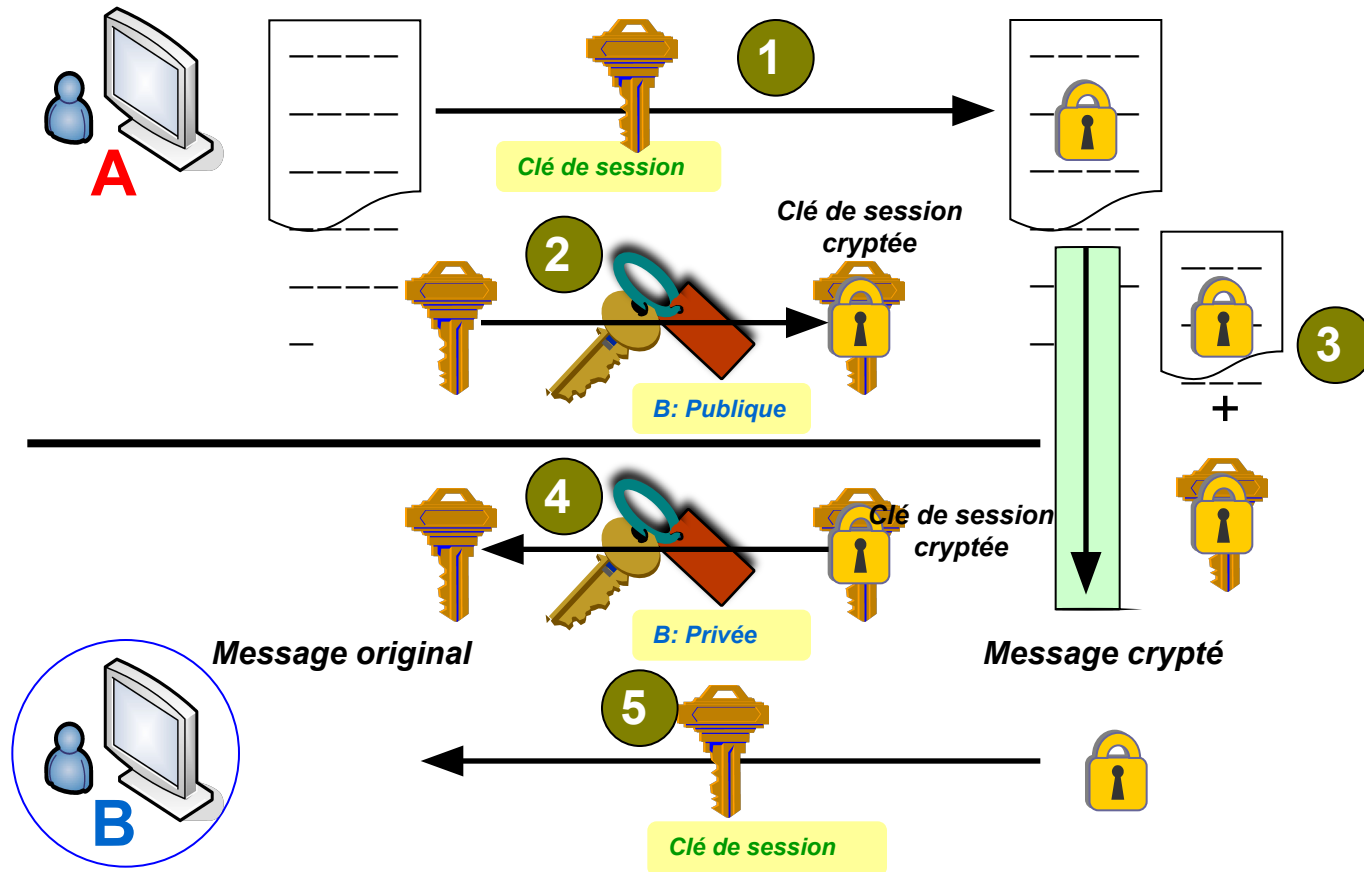 1
A
Clé de session
Clé de session
cryptée
2
3
B: Publique
+
4
Clé de session
cryptée
B: Privée
Message original
Message crypté
5
B
Clé de session